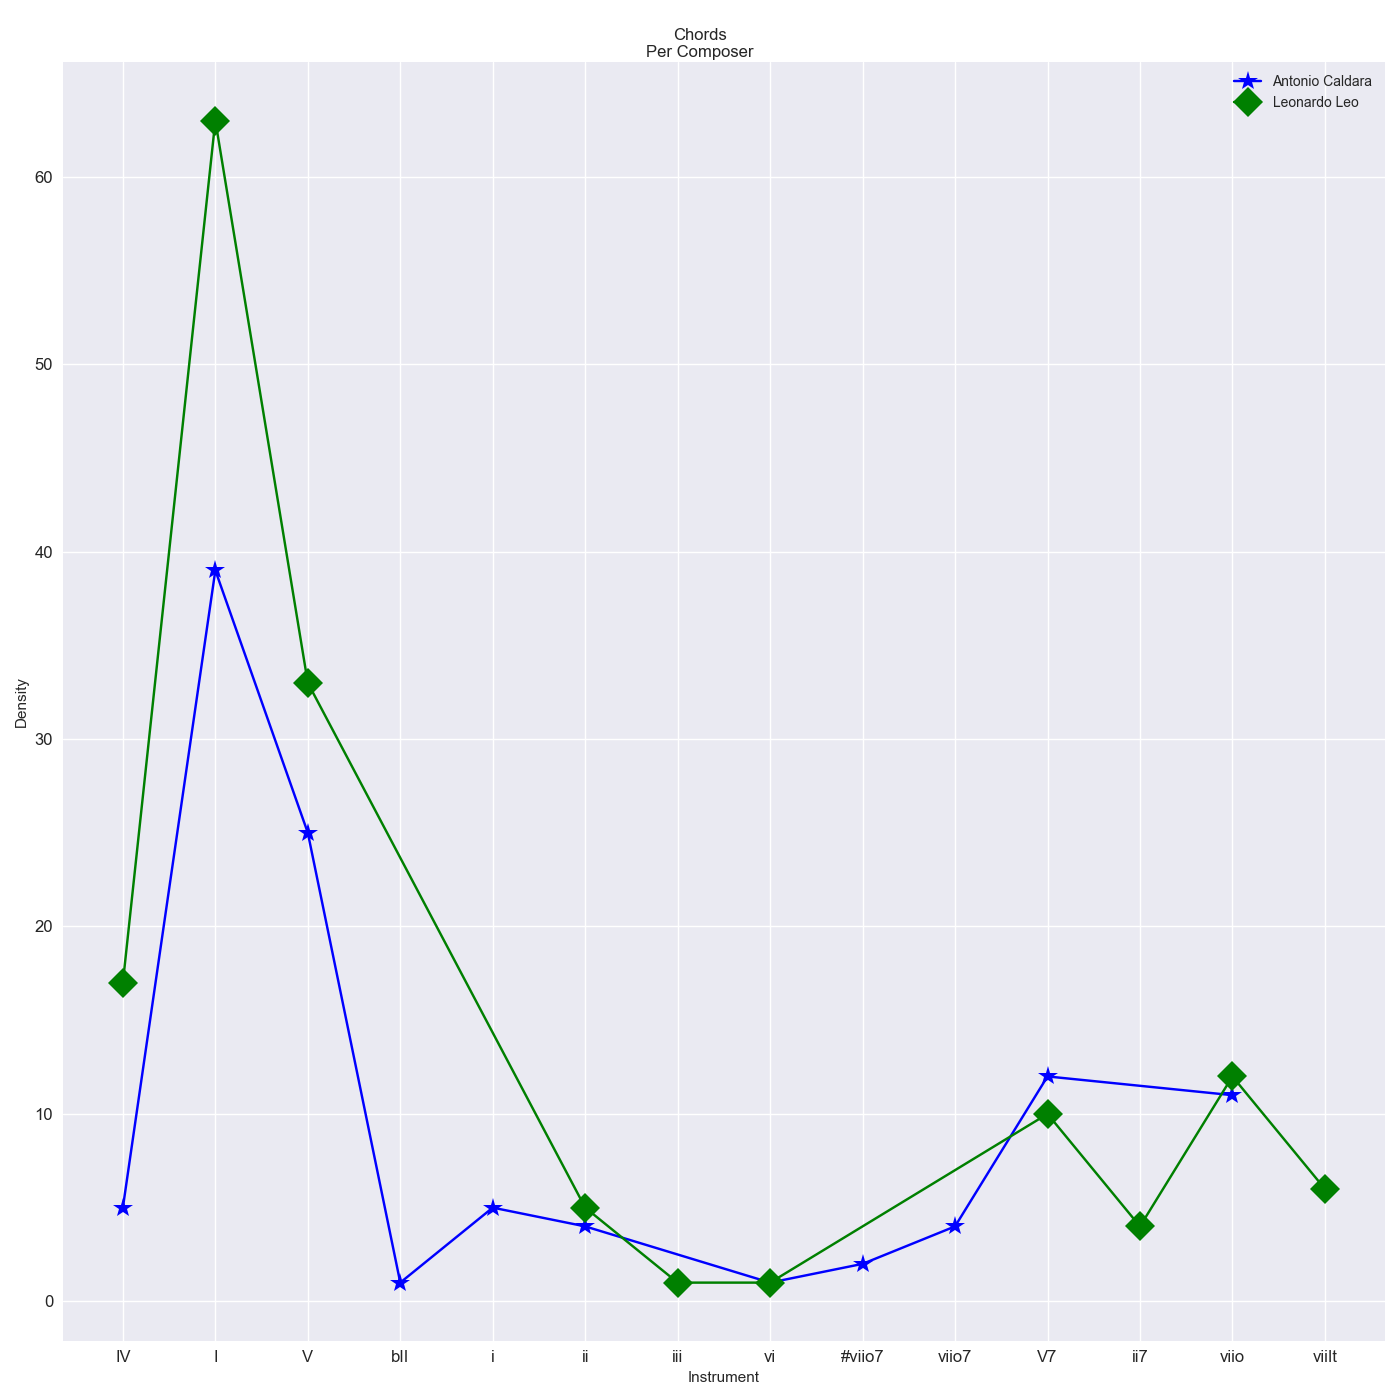 Chords
Per Composer
Antonio Caldara
Leonardo Leo
60
50
40
30
20
10
0
Density
IV I V bII i ii iii vi #viio7 viio7 V7 ii7 viio viiIt
Instrument